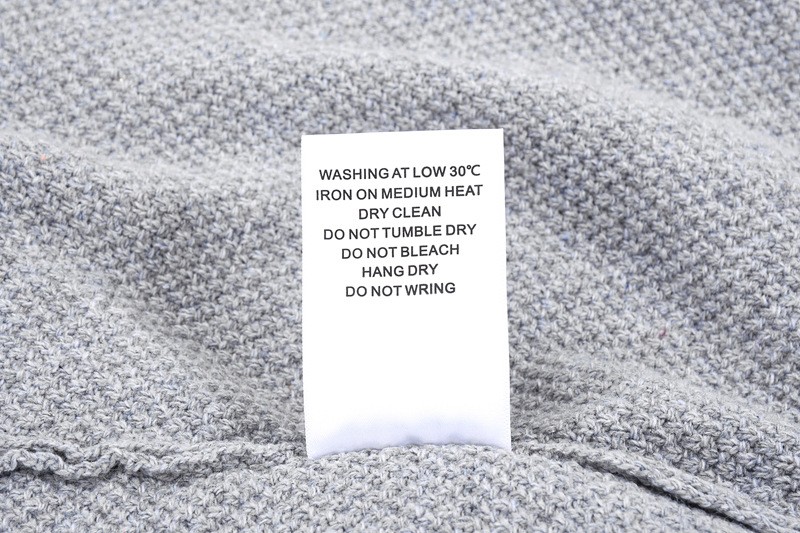 WASHING AT LOW 30℃
IRON ON MEDIUM HEAT
DRY CLEAN
DO NOT TUMBLE DRY
DO NOT BLEACH
HANG DRY
DO NOT WRING